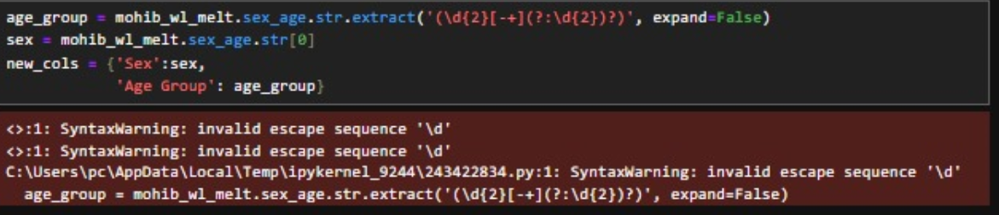 age_group = mohib_wl_melt.sex_age.str.extract('(\d{2}[-+](?:\d{2})?)', expand=False)
sex = mohib_wl_melt.sex_age.str[0]
new_cols = {'Sex':sex,
            'Age Group': age_group}
<>:1: SyntaxWarning: invalid escape sequence '\d'
<>:1: SyntaxWarning: invalid escape sequence '\d'
C:\Users\pc\AppData\Local\Temp\ipykernel_9244\243422834.py:1: SyntaxWarning: invalid escape sequence '\d'
  age_group = mohib_wl_melt.sex_age.str.extract('(\d{2}[-+](?:\d{2})?)', expand=False)